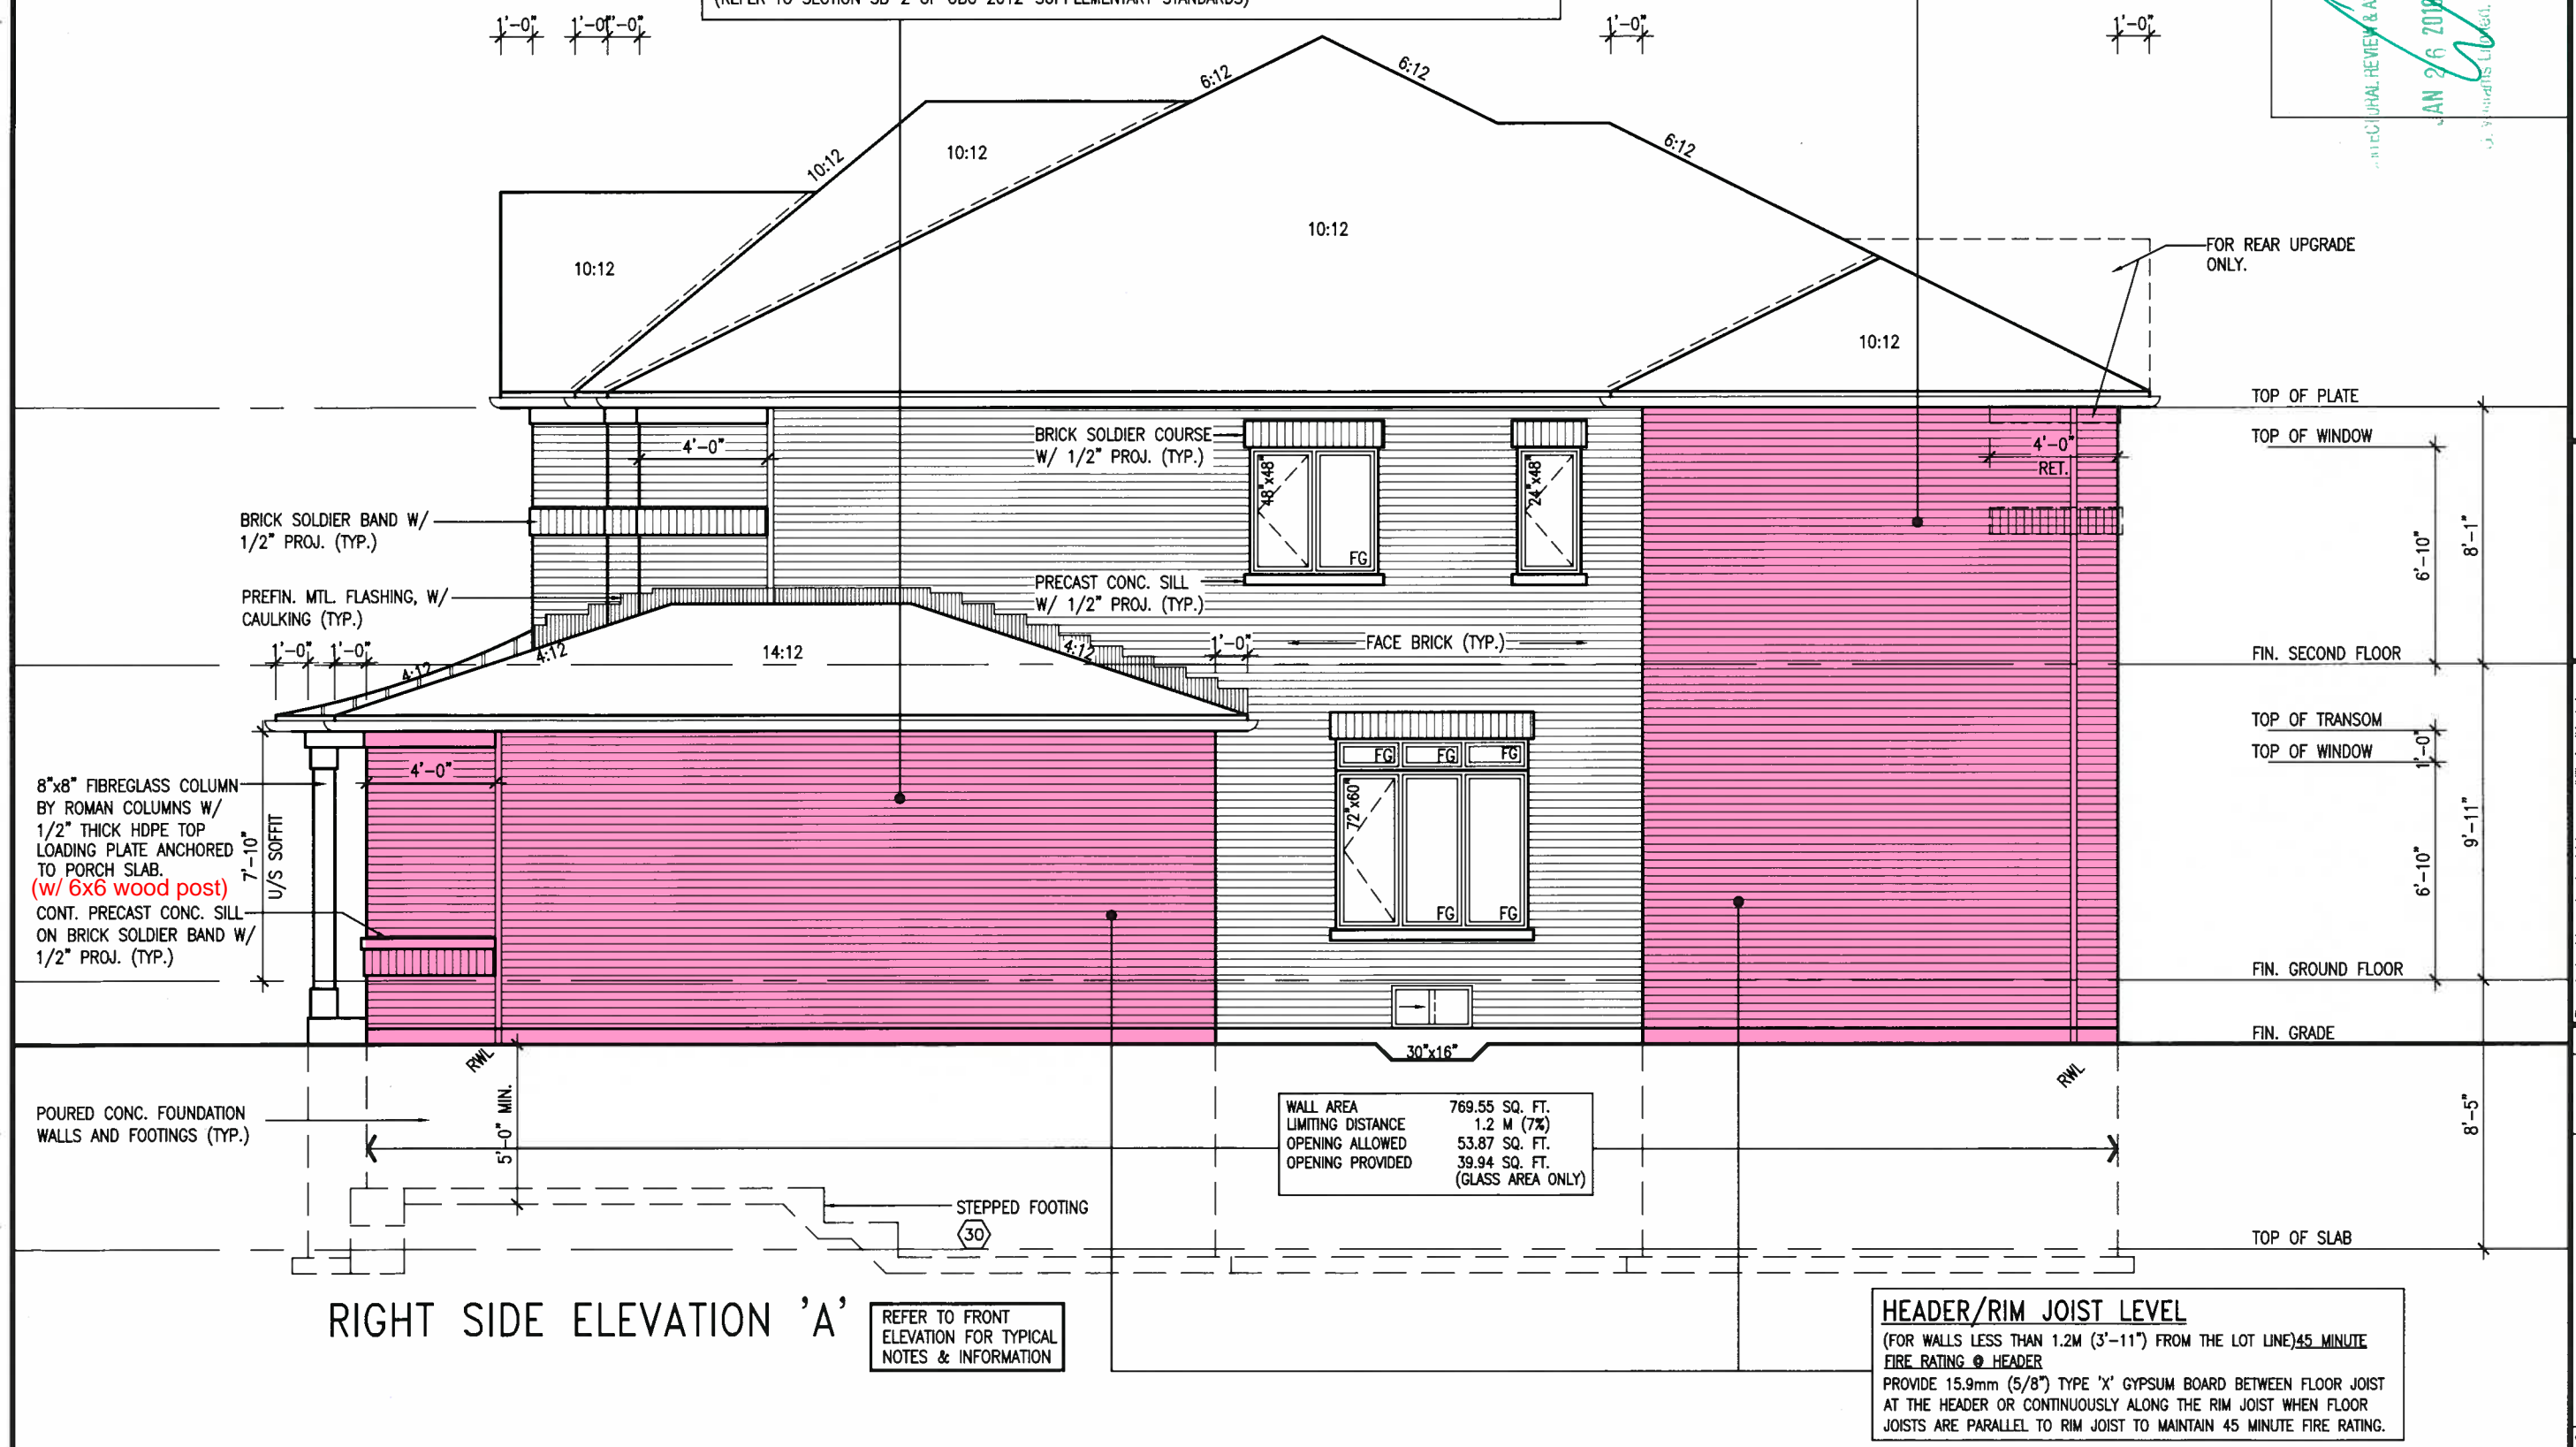 (REFER TO SECTION SB-2 OF OBC 2012 SUPPLEMENTARY STANDARDS)
1'-0" 1'-0" 1'-0" 1'-0" 1'-0"
JAN 26 2018
6:12 6:12
6:12
10:12 10:12
10:12
10:12
10:12
FOR REAR UPGRADE
ONLY.
TOP OF PLATE
TOP OF WINDOW
BRICK SOLDIER COURSE
W/ 1/2" PROJ. (TYP.)
4'-0"
4'-0"
RET.
48"x48"
24"x48"
FG
BRICK SOLDIER BAND W/
1/2" PROJ. (TYP.)
6'-10"
8'-1"
PRECAST CONC. SILL
W/ 1/2" PROJ. (TYP.)
PREFIN. MTL. FLASHING, W/
CAULKING (TYP.)
1'-0" 1'-0"
4:12 4:12
14:12
4:12
1'-0"
FACE BRICK (TYP.)
FIN. SECOND FLOOR
TOP OF TRANSOM
TOP OF WINDOW
1'-0"
FG FG FG
72"x60"
FG FG
4'-0"
8"x8" FIBREGLASS COLUMN
BY ROMAN COLUMNS W/
1/2" THICK HDPE TOP
LOADING PLATE ANCHORED
TO PORCH SLAB.
(w/ 6x6 wood post)
7'-10"
U/S SOFFIT
CONT. PRECAST CONC. SILL
ON BRICK SOLDIER BAND W/
1/2" PROJ. (TYP.)
6'-10"
9'-11"
FIN. GROUND FLOOR
FIN. GRADE
RWL
30"x16"
RWL
5'-0" MIN.
POURED CONC. FOUNDATION
WALLS AND FOOTINGS (TYP.)
WALL AREA 769.55 SQ. FT.
LIMITING DISTANCE 1.2 M (7%)
OPENING ALLOWED 53.87 SQ. FT.
OPENING PROVIDED 39.94 SQ. FT.
(GLASS AREA ONLY)
8'-5"
STEPPED FOOTING
30
TOP OF SLAB
RIGHT SIDE ELEVATION 'A'
REFER TO FRONT
ELEVATION FOR TYPICAL
NOTES & INFORMATION
HEADER/RIM JOIST LEVEL
(FOR WALLS LESS THAN 1.2M (3'-11") FROM THE LOT LINE)45 MINUTE
FIRE RATING @ HEADER
PROVIDE 15.9mm (5/8") TYPE 'X' GYPSUM BOARD BETWEEN FLOOR JOIST
AT THE HEADER OR CONTINUOUSLY ALONG THE RIM JOIST WHEN FLOOR
JOISTS ARE PARALLEL TO RIM JOIST TO MAINTAIN 45 MINUTE FIRE RATING.